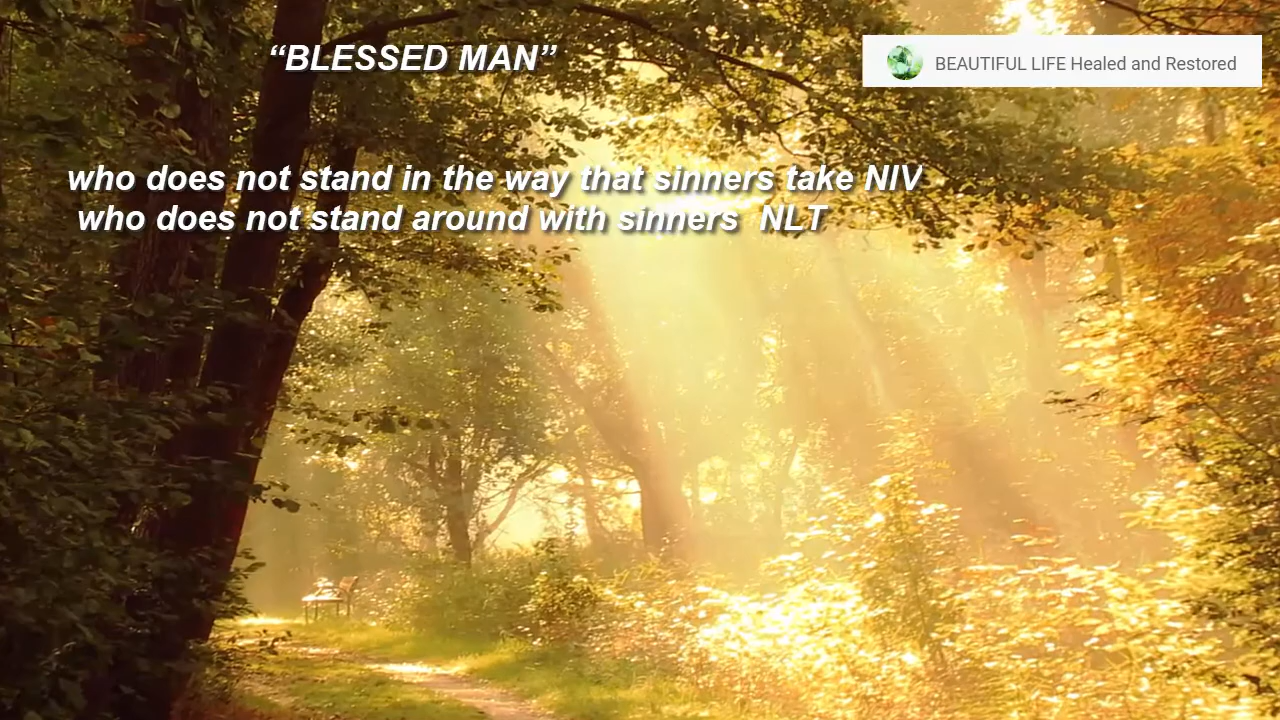 “BLESSED MAN”
BEAUTIFUL LIFE Healed and Restored
who does not stand in the way that sinners take NIV
who does not stand around with sinners NLT